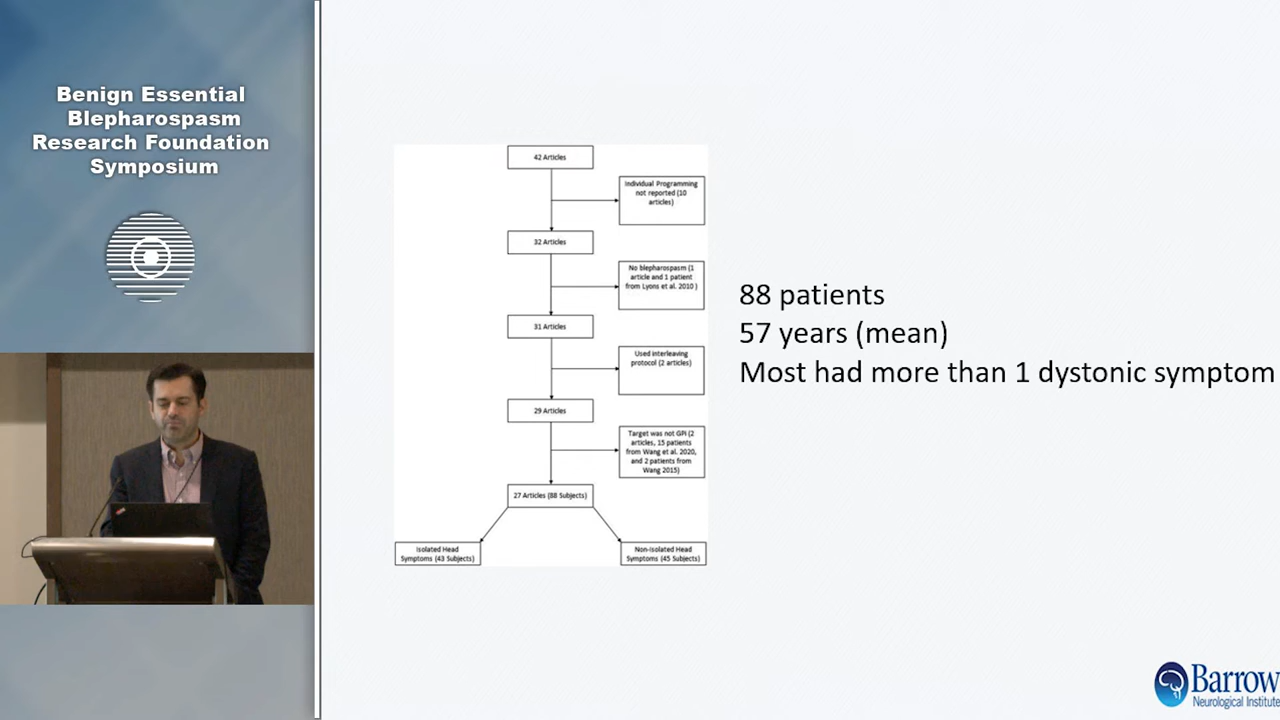 Benign Essential
Blepharospasm
Research Foundation
Symposium
42 Articles
Individual Programming
not reported (10
articles)
32 Articles
No blepharospasm (1
article and 1 patient
from Lyons et al. 2010 )
31 Articles
Used interleaving
protocol (2 articles)
29 Articles
Target was not GPi (2
articles, 15 patients
from Wang et al. 2020,
and 2 patients from
Wang 2015)
27 Articles (88 Subjects)
Isolated Head
Symptoms (43 Subjects)
Non-Isolated Head
Symptoms (45 Subjects)
88 patients
57 years (mean)
Most had more than 1 dystonic symptom
Barrow
Neurological Institute